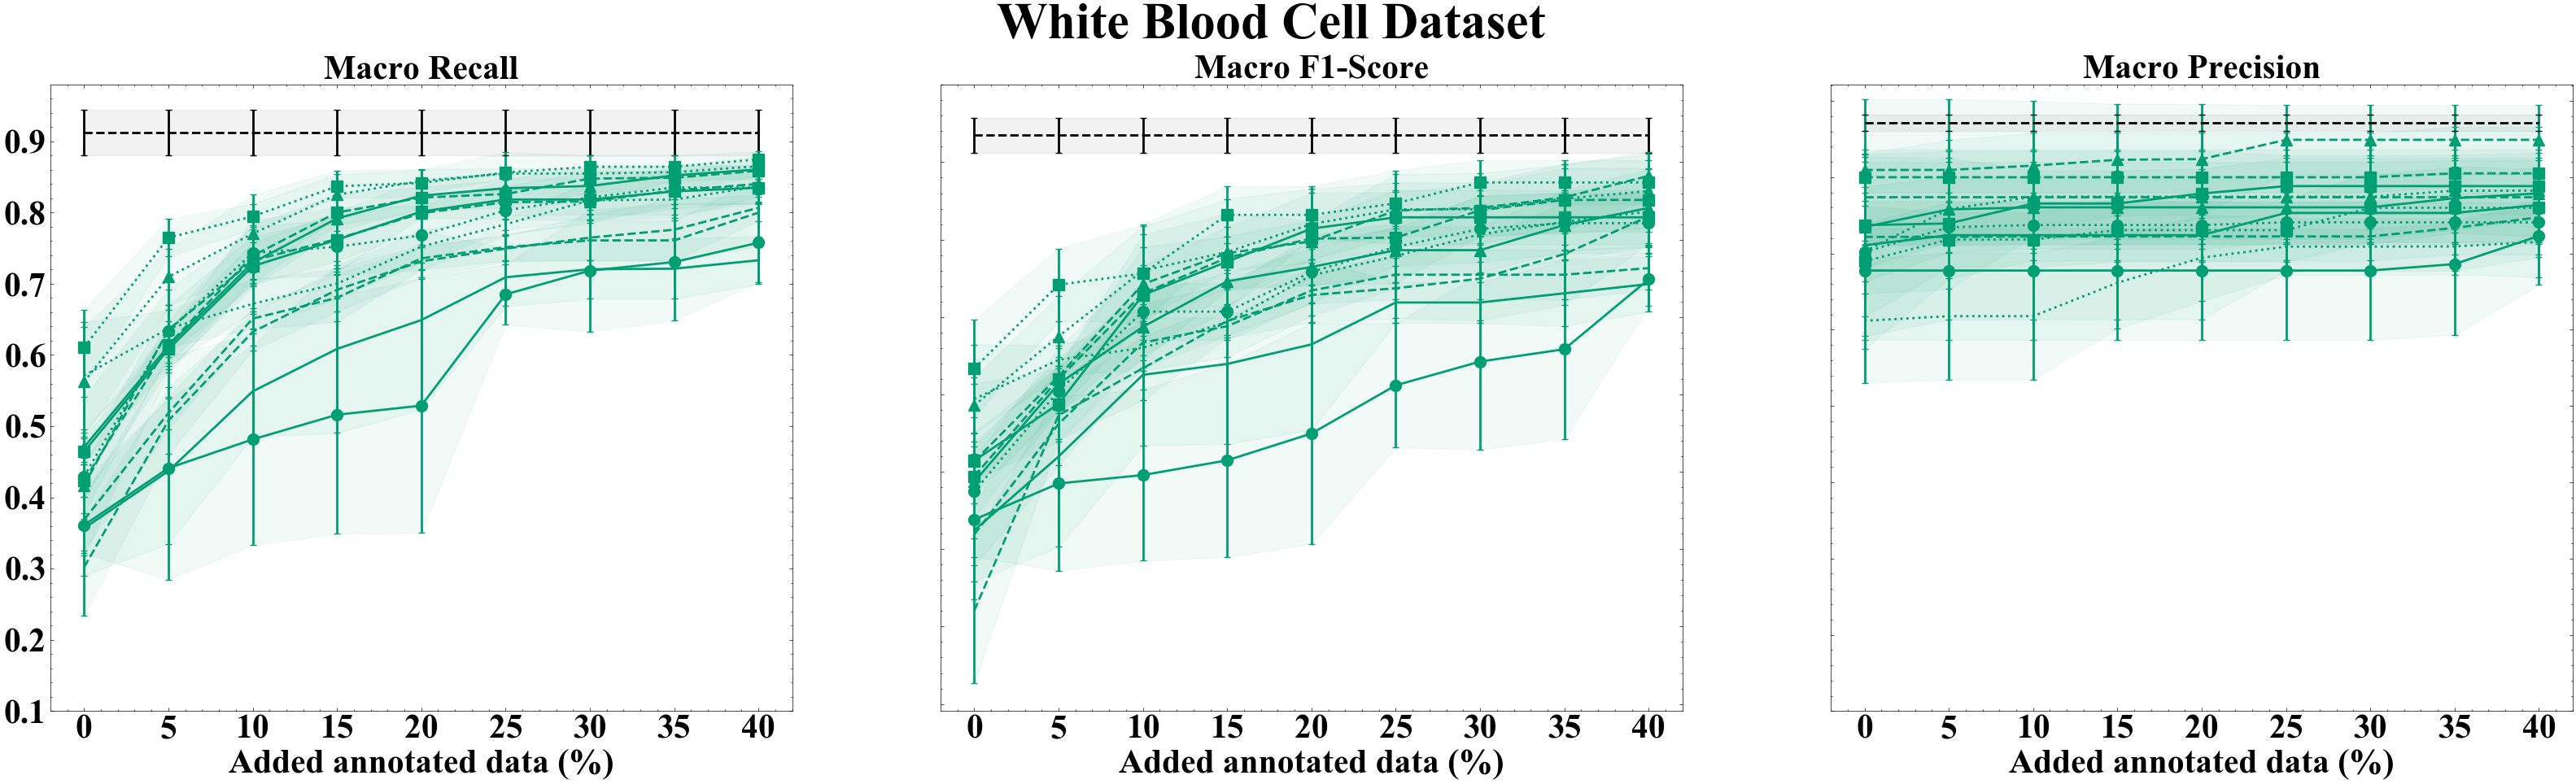 White Blood Cell Dataset
Macro Recall
0.9
0.8
0.7
0.6
0.5
0.4
0.3
0.2
0.1
0 5 10 15 20 25 30 35 40
Added annotated data (%)
Macro F1-Score
0 5 10 15 20 25 30 35 40
Added annotated data (%)
Macro Precision
0 5 10 15 20 25 30 35 40
Added annotated data (%)